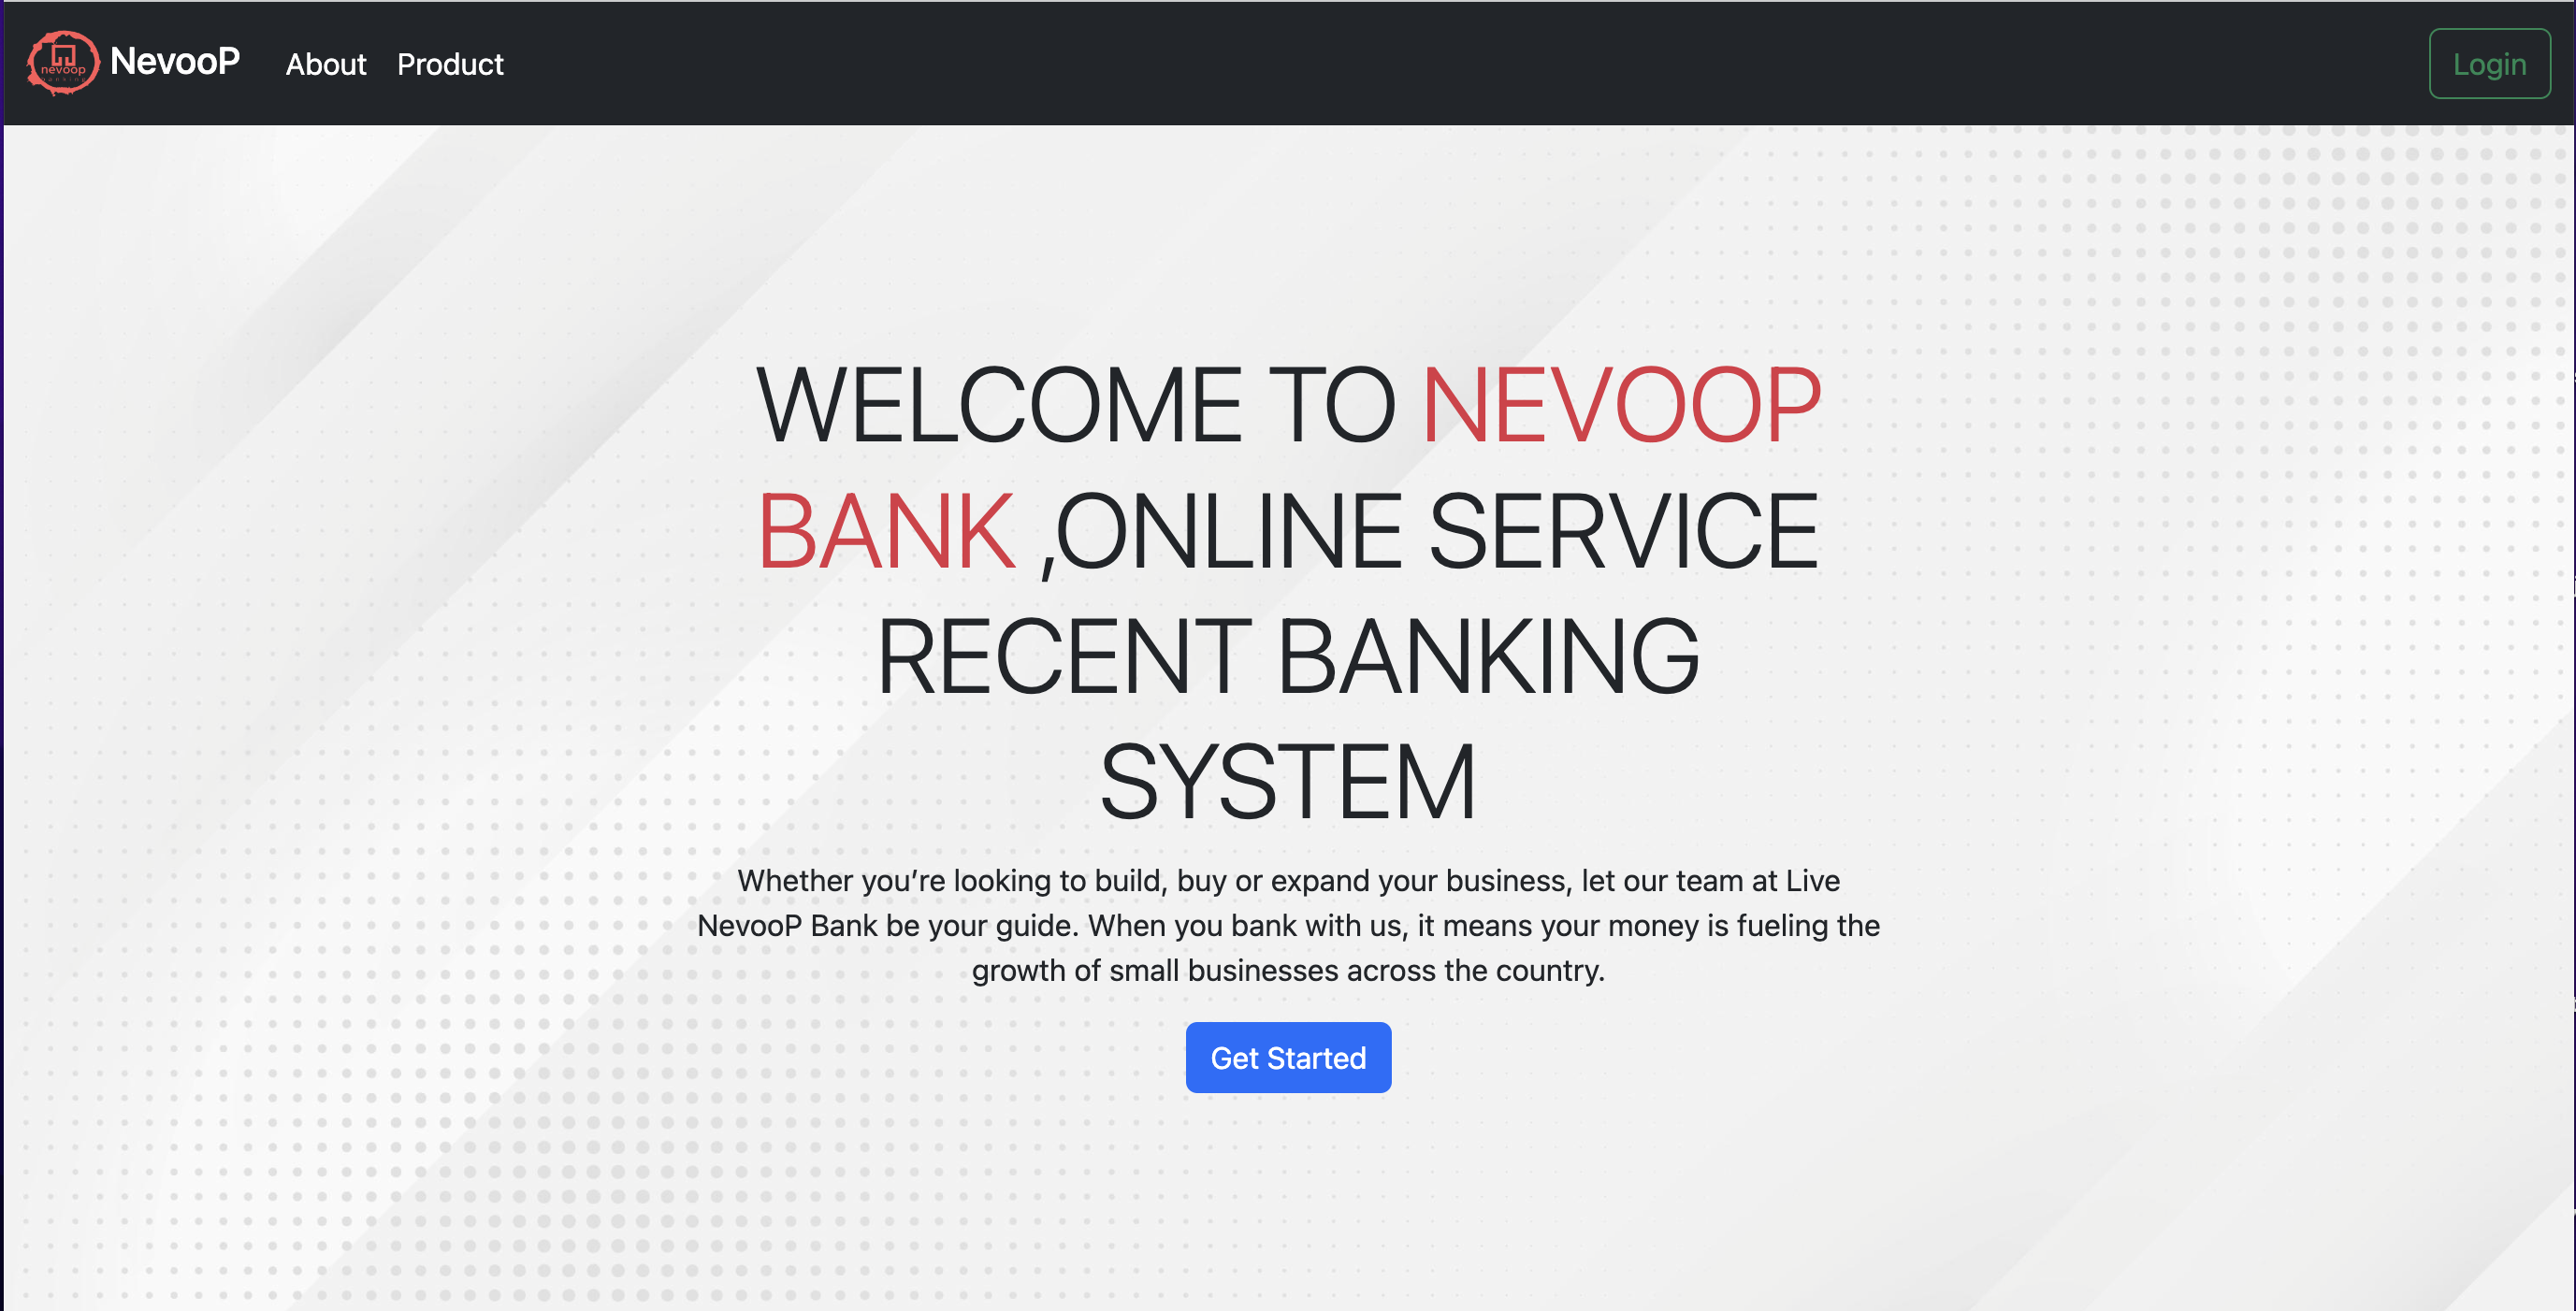 nevoop
NevooP
About
Product
Login
WELCOME TO NEVOOP
BANK ,ONLINE SERVICE
RECENT BANKING
SYSTEM
Whether you’re looking to build, buy or expand your business, let our team at Live
NevooP Bank be your guide. When you bank with us, it means your money is fueling the
growth of small businesses across the country.
Get Started